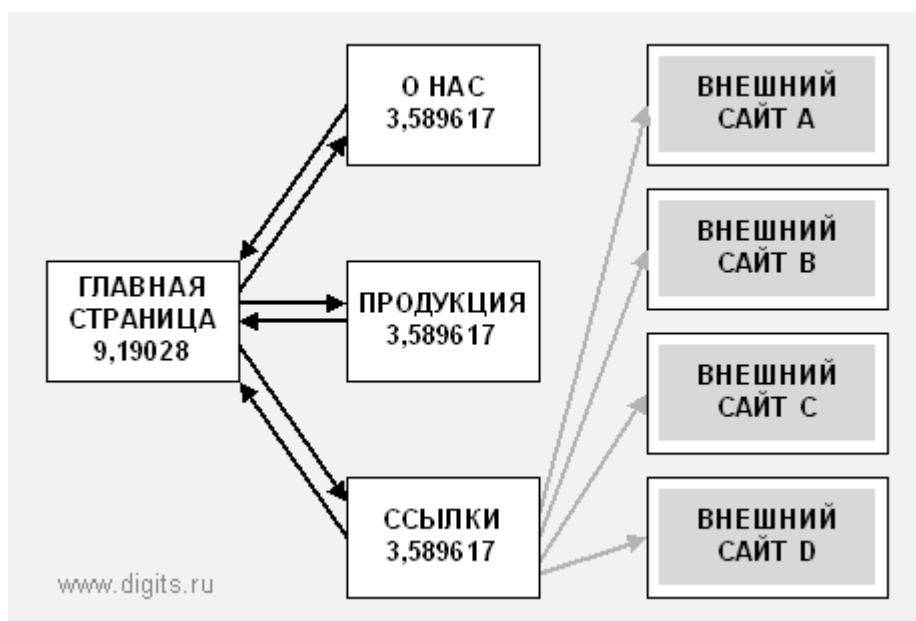 О НАС
3,589617
ВНЕШНИЙ
САЙТ A
ВНЕШНИЙ
САЙТ B
ГЛАВНАЯ
СТРАНИЦА
9,19028
ПРОДУКЦИЯ
3,589617
ВНЕШНИЙ
САЙТ C
ССЫЛКИ
3,589617
ВНЕШНИЙ
САЙТ D
www.digits.ru